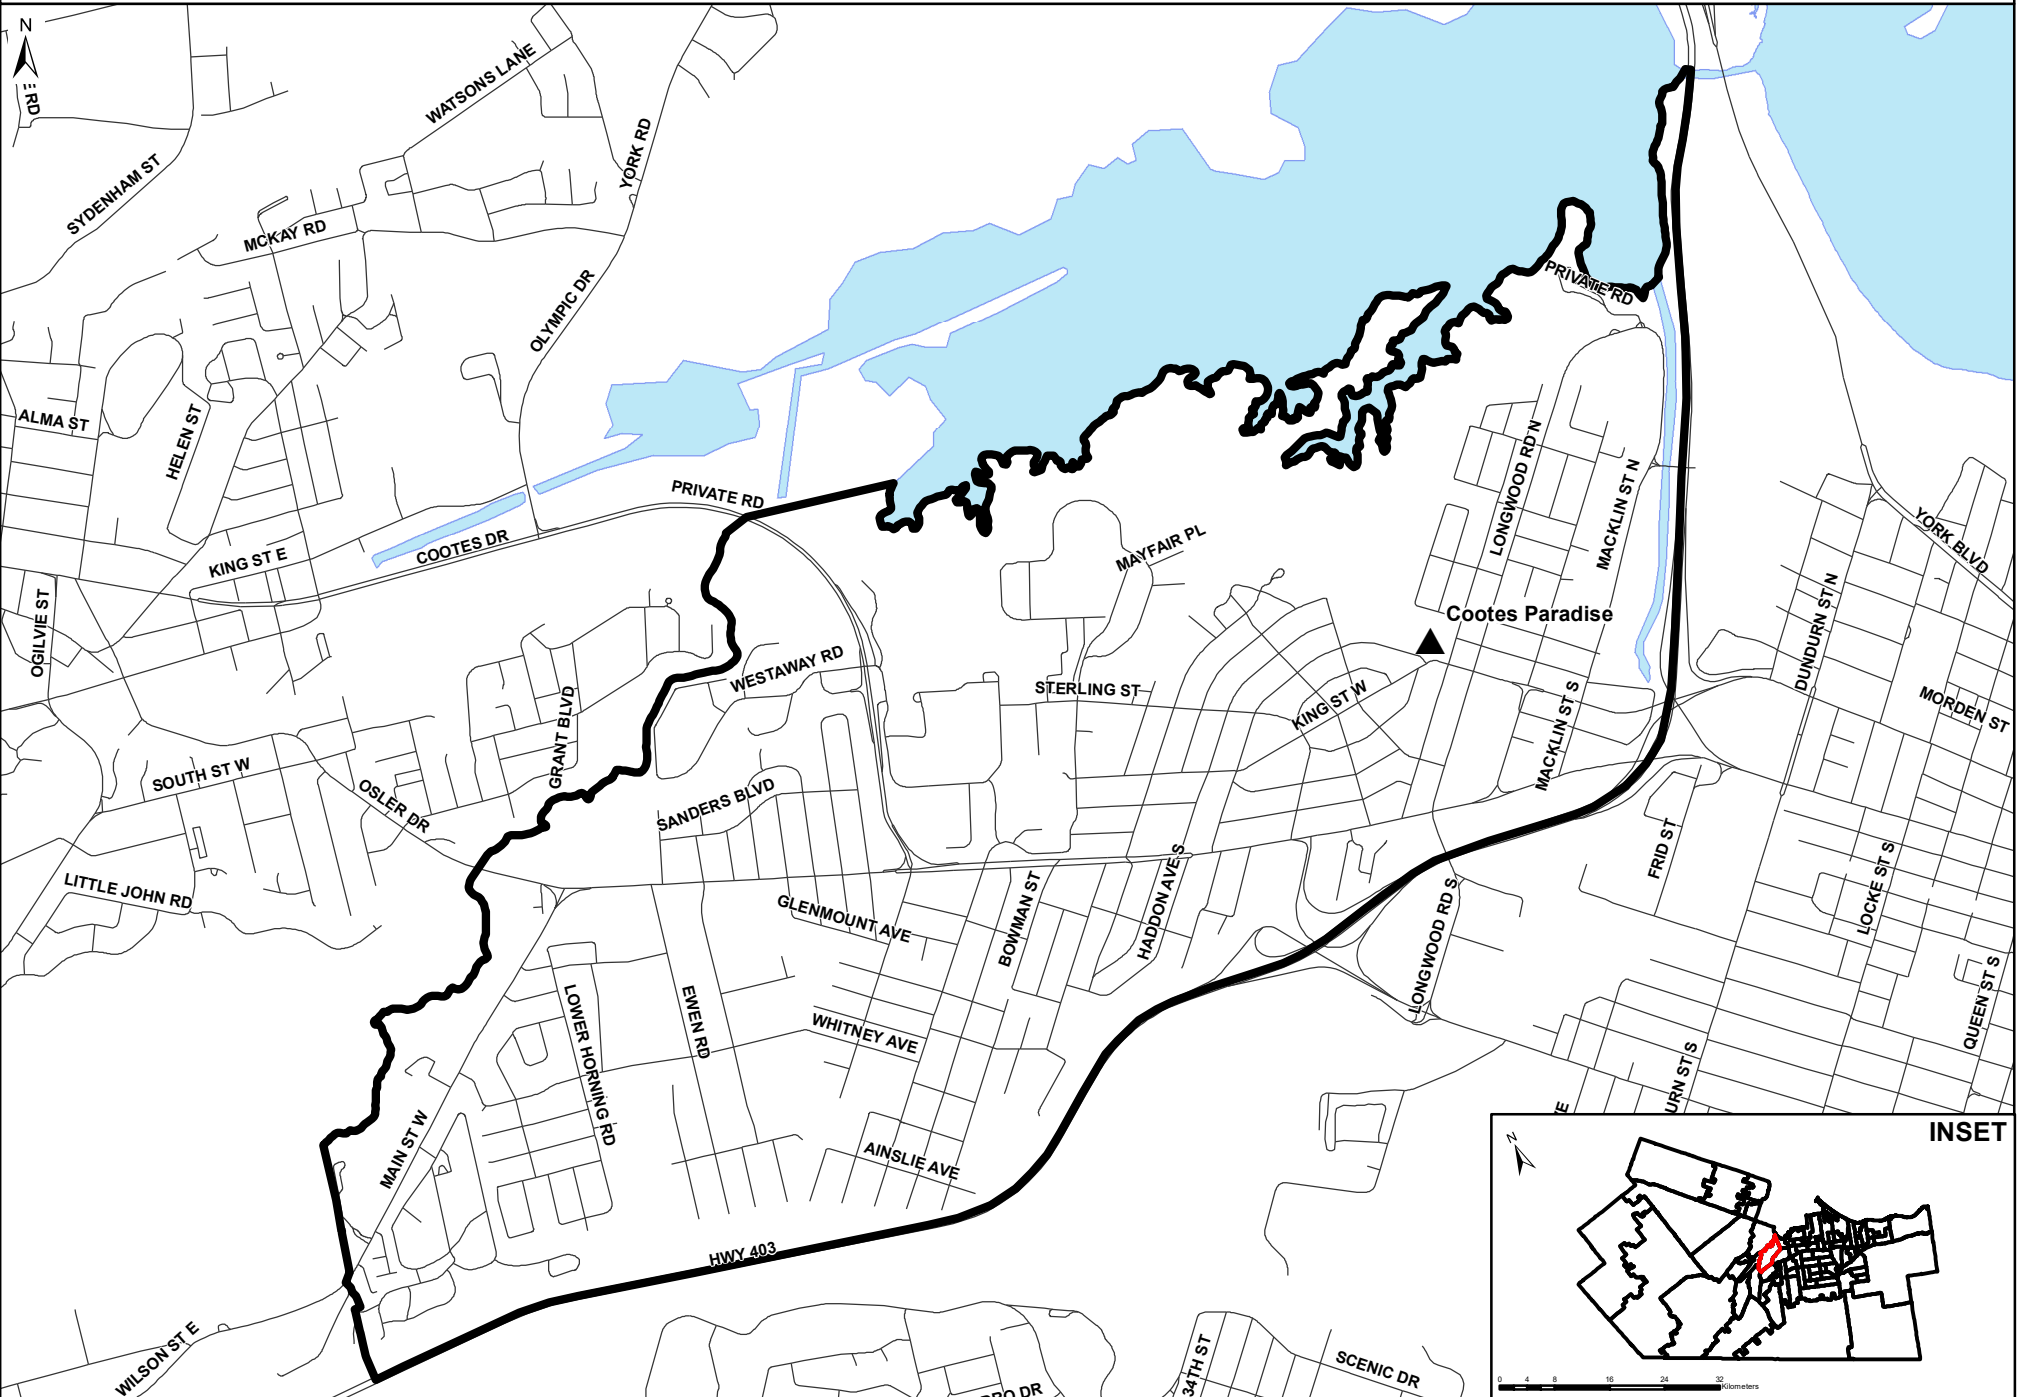 N
E RD
WATSONS LANE
YORK RD
SYDENHAM ST
MCKAY RD
OLYMPIC DR
PRIVATE RD
ALMA ST
HELEN ST
LONGWOOD RD N
MACKLIN ST N
PRIVATE RD
COOTES DR
KING ST E
MAYFAIR PL
YORK BLVD
OGILVIE ST
Cootes Paradise
DUNDURN ST N
WESTAWAY RD
STERLING ST
KING ST W
MACKLIN ST S
MORDEN ST
GRANT BLVD
SOUTH ST W
OSLER DR
SANDERS BLVD
FRID ST
LITTLE JOHN RD
GLENMOUNT AVE
BOWMAN ST
HADDON AVE S
LONGWOOD RD S
LOCKE ST S
QUEEN ST S
LOWER HORNING RD
EWEN RD
WHITNEY AVE
URN ST S
MAIN ST W
AINSLIE AVE
HWY 403
WILSON ST E
34TH ST
SCENIC DR
INSET
N
0 4 8 16 24 32
Kilometers